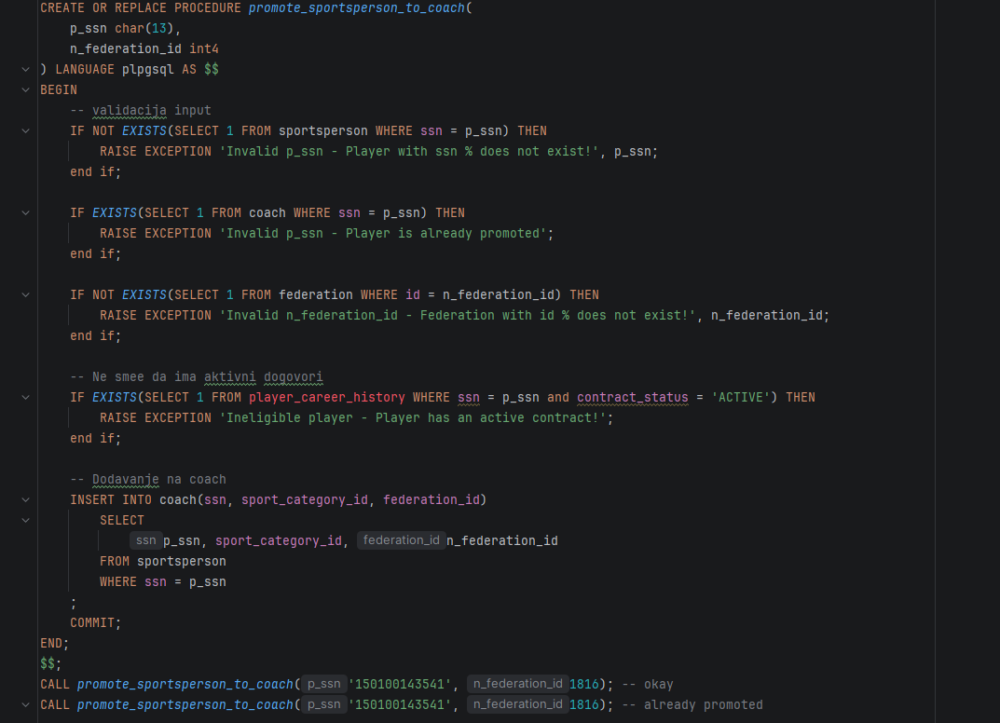 CREATE OR REPLACE PROCEDURE promote_sportsperson_to_coach(
    p_ssn char(13),
    n_federation_id int4
) LANGUAGE plpgsql AS $$
BEGIN
    -- validacija input
    IF NOT EXISTS(SELECT 1 FROM sportsperson WHERE ssn = p_ssn) THEN
        RAISE EXCEPTION 'Invalid p_ssn - Player with ssn % does not exist!', p_ssn;
    end if;

    IF EXISTS(SELECT 1 FROM coach WHERE ssn = p_ssn) THEN
        RAISE EXCEPTION 'Invalid p_ssn - Player is already promoted';
    end if;

    IF NOT EXISTS(SELECT 1 FROM federation WHERE id = n_federation_id) THEN
        RAISE EXCEPTION 'Invalid n_federation_id - Federation with id % does not exist!', n_federation_id;
    end if;

    -- Ne smee da ima aktivni dogovori
    IF EXISTS(SELECT 1 FROM player_career_history WHERE ssn = p_ssn and contract_status = 'ACTIVE') THEN
        RAISE EXCEPTION 'Ineligible player - Player has an active contract!';
    end if;

    -- Dodavanje na coach
    INSERT INTO coach(ssn, sport_category_id, federation_id)
        SELECT
            ssn p_ssn, sport_category_id, federation_id n_federation_id
        FROM sportsperson
        WHERE ssn = p_ssn
    ;
    COMMIT;
END;
$$;
CALL promote_sportsperson_to_coach( p_ssn '150100143541', n_federation_id 1816); -- okay
CALL promote_sportsperson_to_coach( p_ssn '150100143541', n_federation_id 1816); -- already promoted